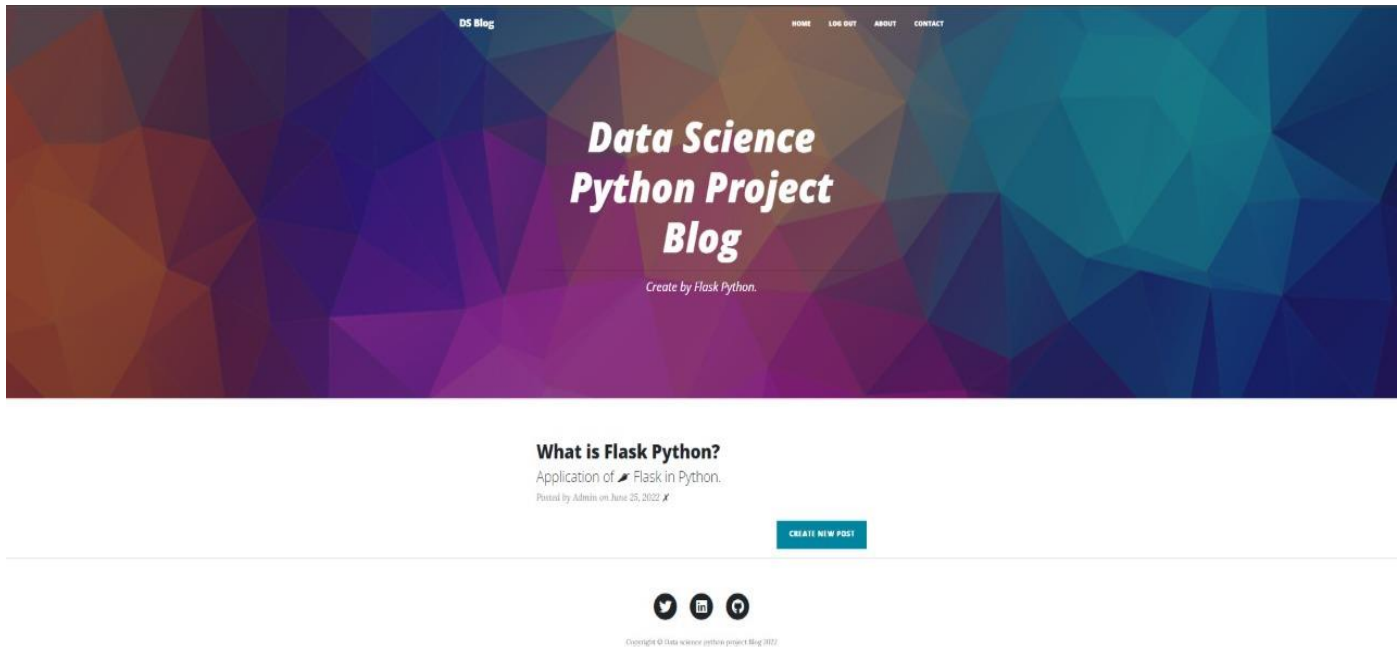 DS Blog
HOME LOG OUT ABOUT CONTACT
Data Science
Python Project
Blog
Create by Flask Python.
What is Flask Python?
Application of Flask in Python.
Posted by Admin on June 25, 2022 ✗
CREATE NEW POST
Copyright © Data science python project Blog 2022